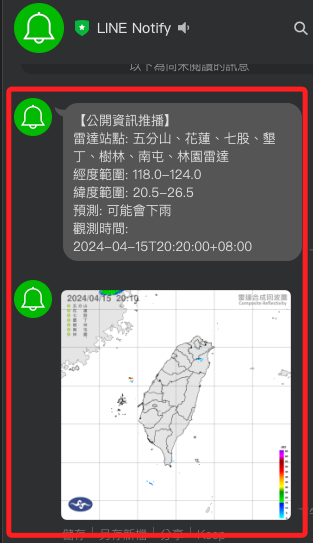 LINE Notify
以下為尚未閱讀的訊息
【公開資訊推播】
雷達站點: 五分山、花蓮、七股、墾
丁、樹林、南屯、林園雷達
經度範圍: 118.0-124.0
緯度範圍: 20.5-26.5
預測: 可能會下雨
觀測時間:
2024-04-15T20:20:00+08:00
2024/04/15 20:10
雷達合成回波圖
Composite Reflectivity
儲存 | 另存新檔 | 分享 | Keep